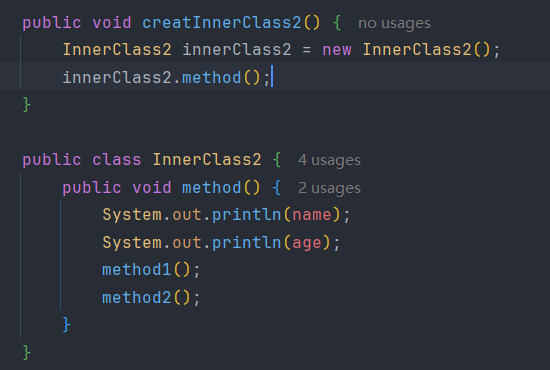 public void creatInnerClass2() { no usages
    InnerClass2 innerClass2 = new InnerClass2();
    innerClass2.method();
}
public class InnerClass2 { 4 usages
    public void method() { 2 usages
        System.out.println(name);
        System.out.println(age);
        method1();
        method2();
    }
}